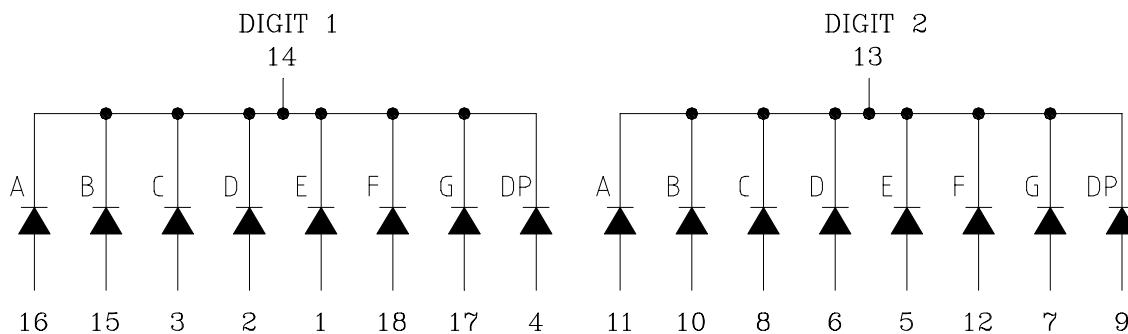 DIGIT 1 DIGIT 2
14 13
A B C D E F G DP A B C D E F G DP
16 15 3 2 1 18 17 4 11 10 8 6 5 12 7 9